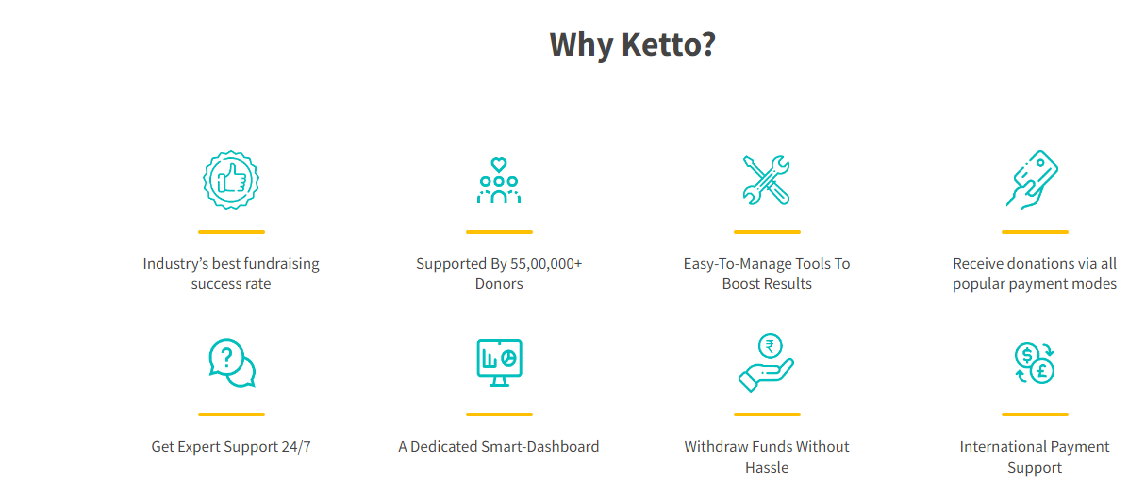 Why Ketto?
Industry's best fundraising
success rate
Supported By 55,00,000+
Donors
Easy-To-Manage Tools To
Boost Results
Receive donations via all
popular payment modes
?
₹
$
£
Get Expert Support 24/7
A Dedicated Smart-Dashboard
Withdraw Funds Without
Hassle
International Payment
Support